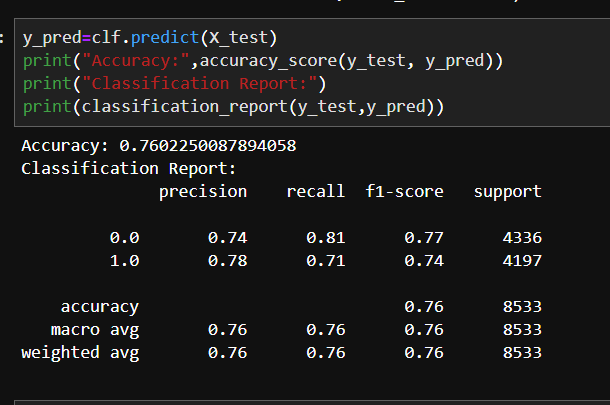 y_pred=clf.predict(X_test)
print("Accuracy:",accuracy_score(y_test, y_pred))
print("Classification Report:")
print(classification_report(y_test,y_pred))
Accuracy: 0.7602250087894058
Classification Report:
precision recall f1-score support
0.0 0.74 0.81 0.77 4336
1.0 0.78 0.71 0.74 4197
accuracy 0.76 8533
macro avg 0.76 0.76 0.76 8533
weighted avg 0.76 0.76 0.76 8533